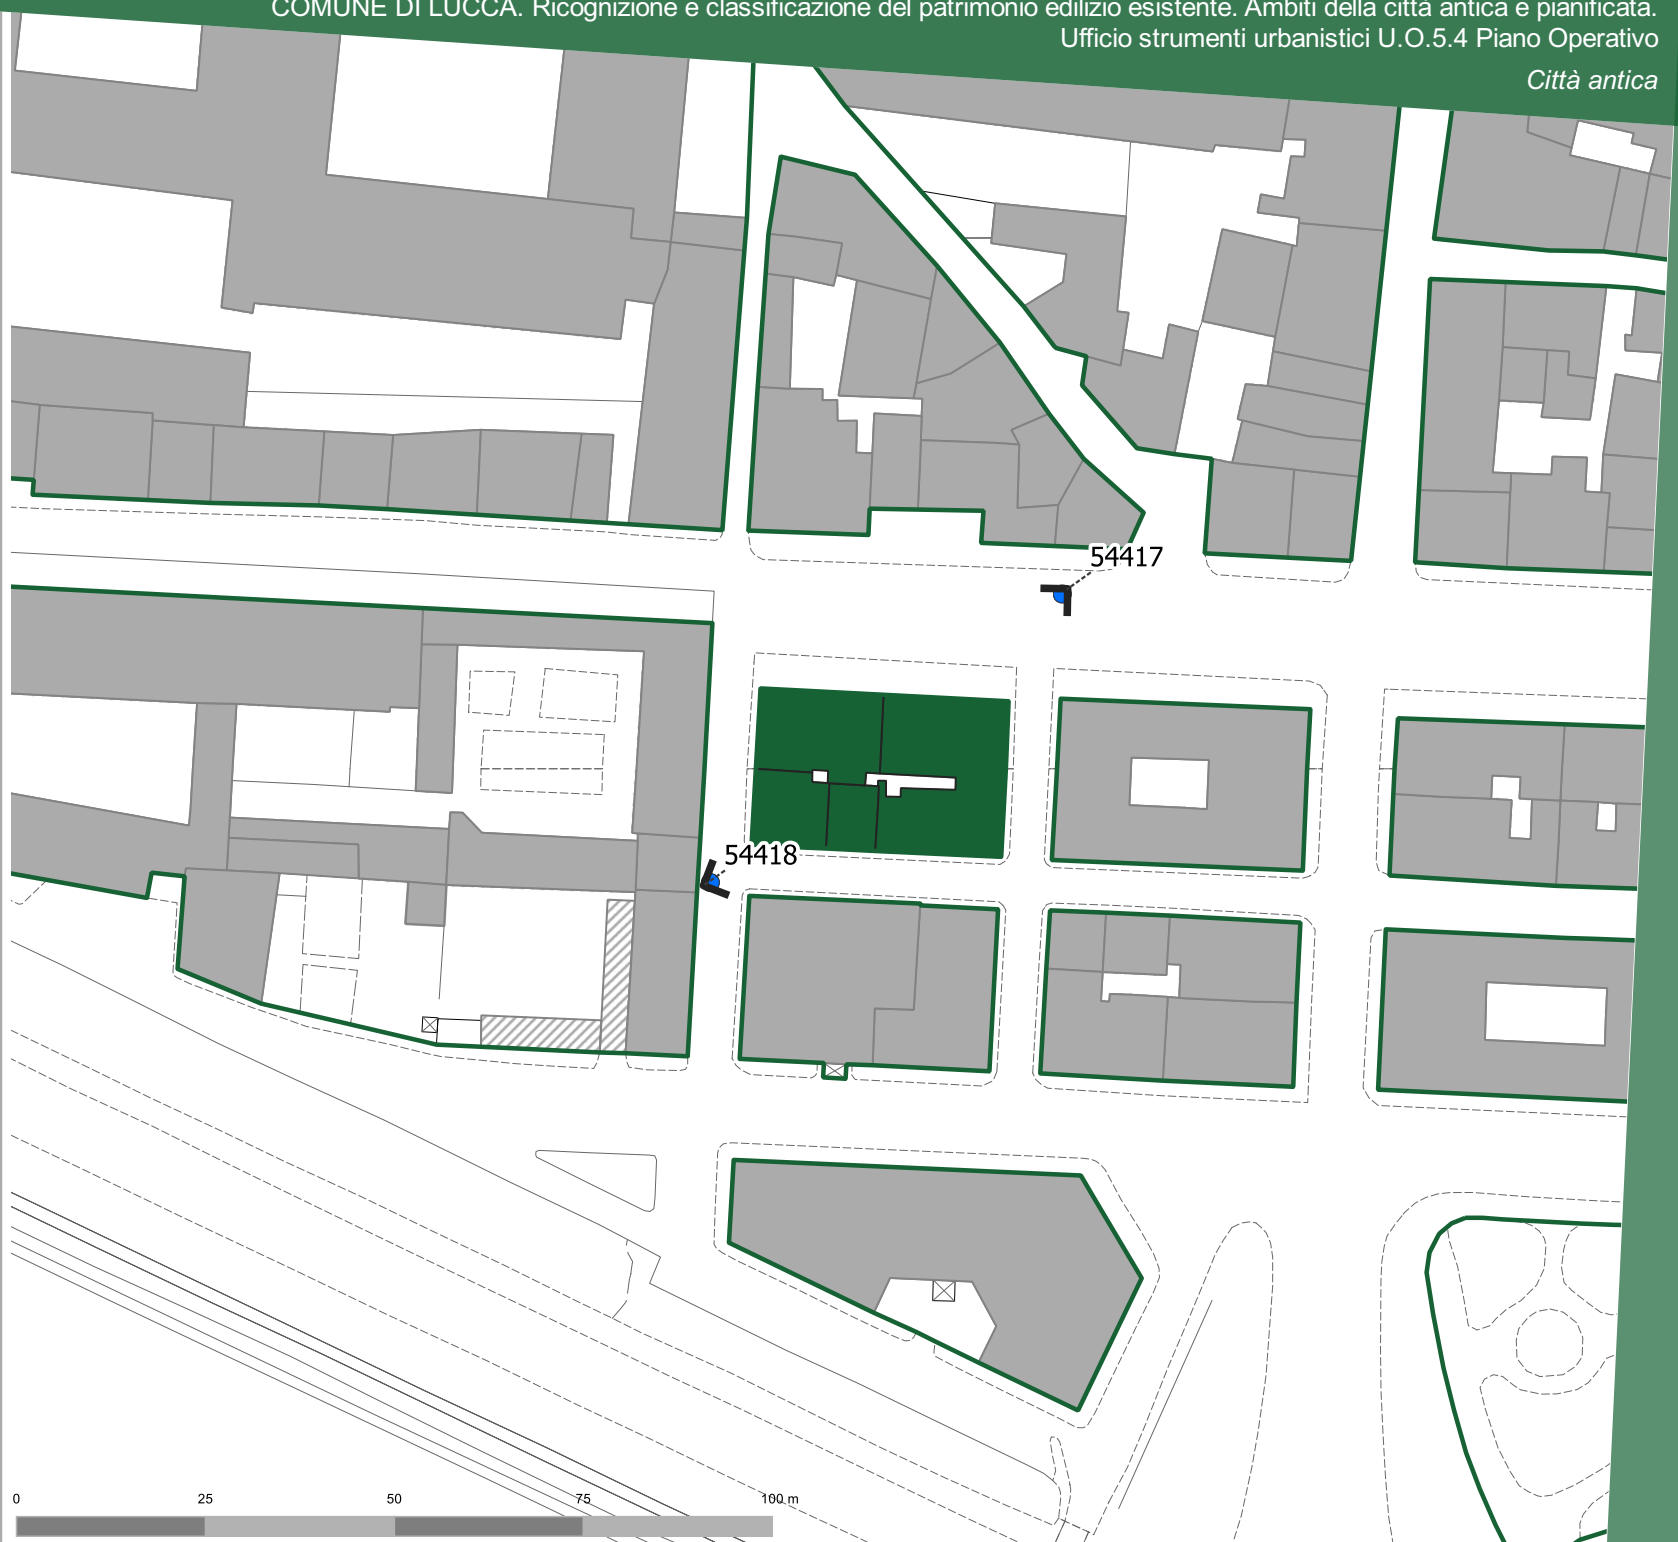 COMUNE DI LUCCA. Ricognizione e classificazione del patrimonio edilizio esistente. Ambiti della città antica e pianificata.
Ufficio strumenti urbanistici U.O.5.4 Piano Operativo
Città antica
54417
54418
0 25 50 75 100 m